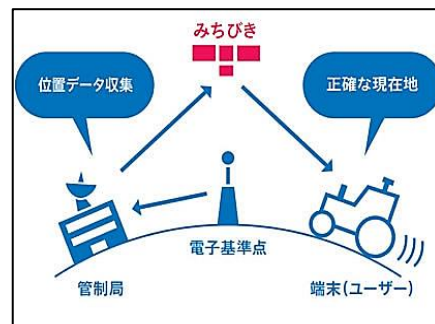 みちびき
位置データ収集
正確な現在地
電子基準点
管制局
端末(ユーザー)